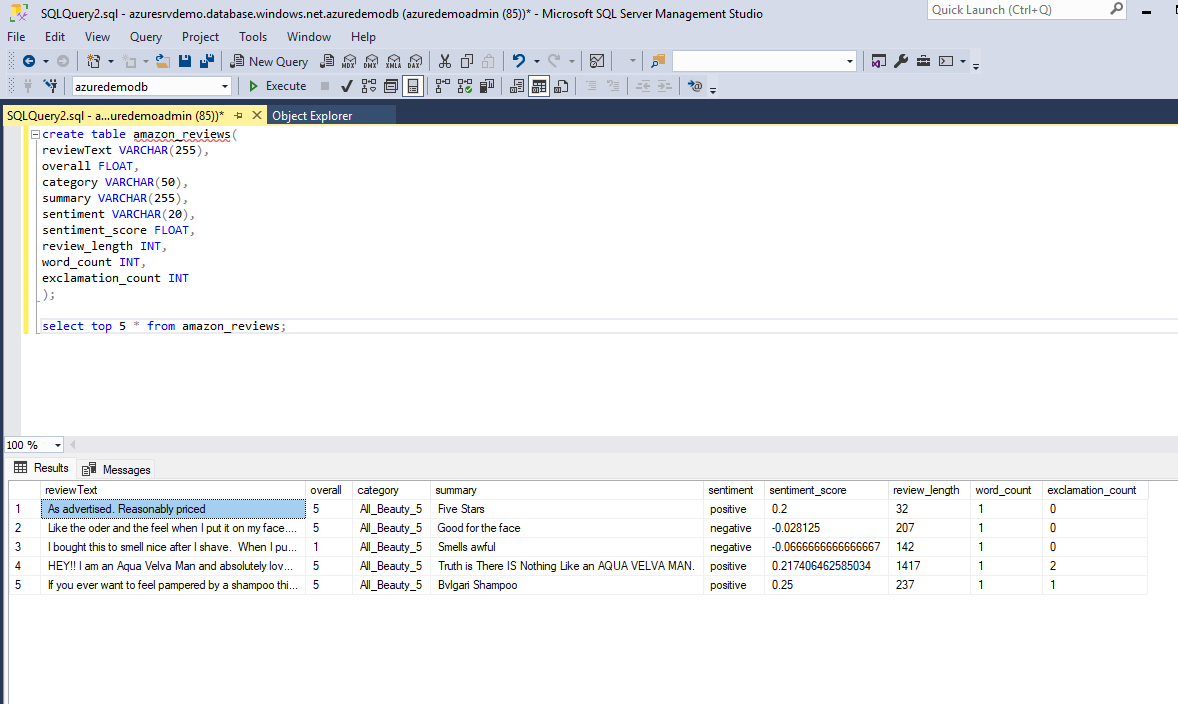 SQLQuery2.sql - azuresrvdemo.database.windows.net.azuredemodb (azuredemoadmin (85))* - Microsoft SQL Server Management Studio
Quick Launch (Ctrl+Q)
File Edit View Query Project Tools Window Help
New Query MDX DMX XMLA DAX
azuredemodb Execute
SQLQuery2.sql - a...uredemoadmin (85))* Object Explorer
create table amazon_reviews(
reviewText VARCHAR(255),
overall FLOAT,
category VARCHAR(50),
summary VARCHAR(255),
sentiment VARCHAR(20),
sentiment_score FLOAT,
review_length INT,
word_count INT,
exclamation_count INT
);
select top 5 * from amazon_reviews;
100 %
Results Messages
reviewText overall category summary sentiment sentiment_score review_length word_count exclamation_count
1 As advertised. Reasonably priced 5 All_Beauty_5 Five Stars positive 0.2 32 1 0
2 Like the oder and the feel when I put it on my face.... 5 All_Beauty_5 Good for the face negative -0.028125 207 1 0
3 I bought this to smell nice after I shave. When I pu... 1 All_Beauty_5 Smells awful negative -0.0666666666666667 142 1 0
4 HEY!! I am an Aqua Velva Man and absolutely lov... 5 All_Beauty_5 Truth is There IS Nothing Like an AQUA VELVA MAN. positive 0.217406462585034 1417 1 2
5 If you ever want to feel pampered by a shampoo thi... 5 All_Beauty_5 Bvlgari Shampoo positive 0.25 237 1 1